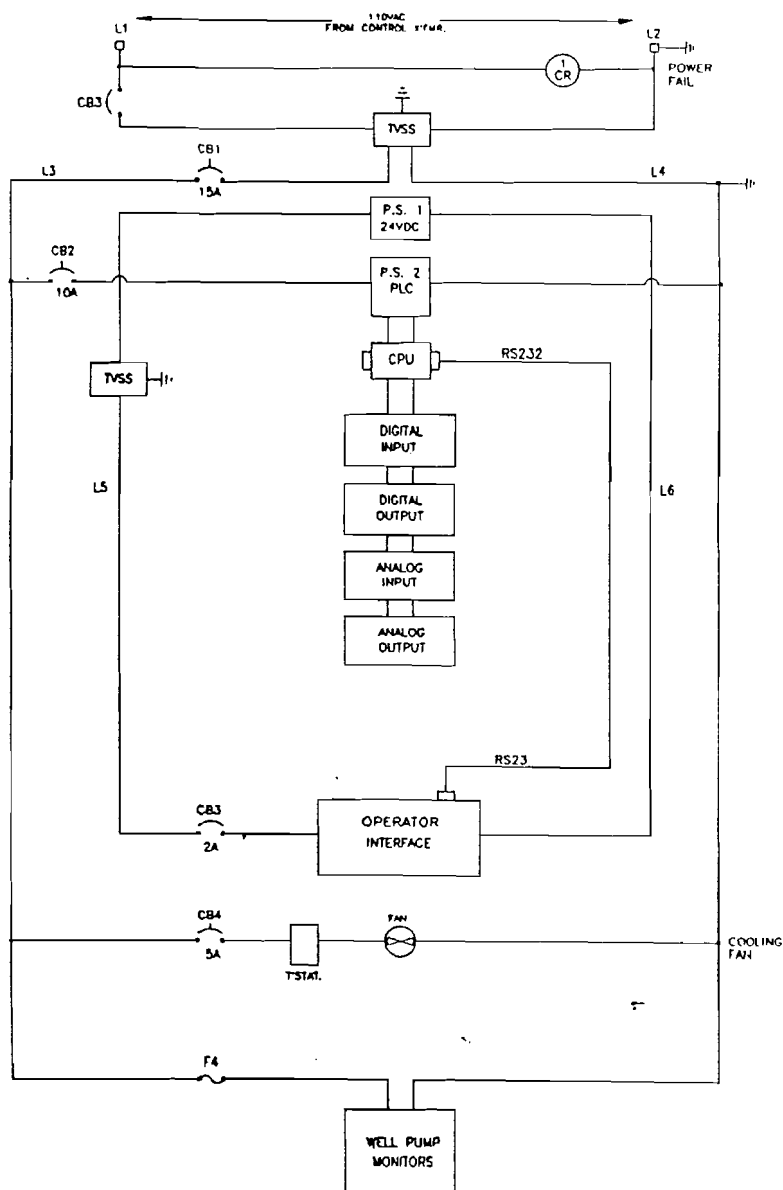 110VAC
FROM CONTROL X'FMR.
L1
L2
1
CR
POWER
FAIL
CB3
TVSS
CB1
L3
L4
15A
P.S. 1
24VDC
CB2
10A
P.S. 2
PLC
CPU
RS232
TVSS
DIGITAL
INPUT
L5
L6
DIGITAL
OUTPUT
ANALOG
INPUT
ANALOG
OUTPUT
RS23
CB3
2A
OPERATOR
INTERFACE
CB4
5A
T'STAT.
FAN
COOLING
FAN
F4
WELL PUMP
MONITORS